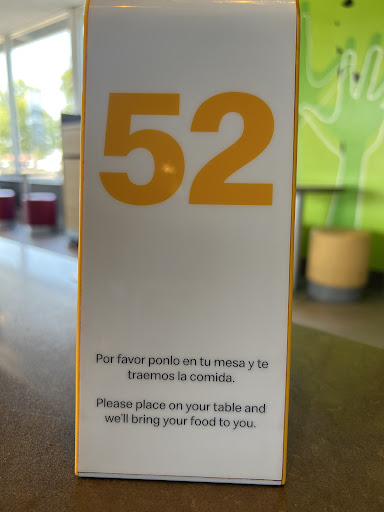 52
Por favor ponlo en tu mesa y te
traemos la comida.
Please place on your table and
we'll bring your food to you.